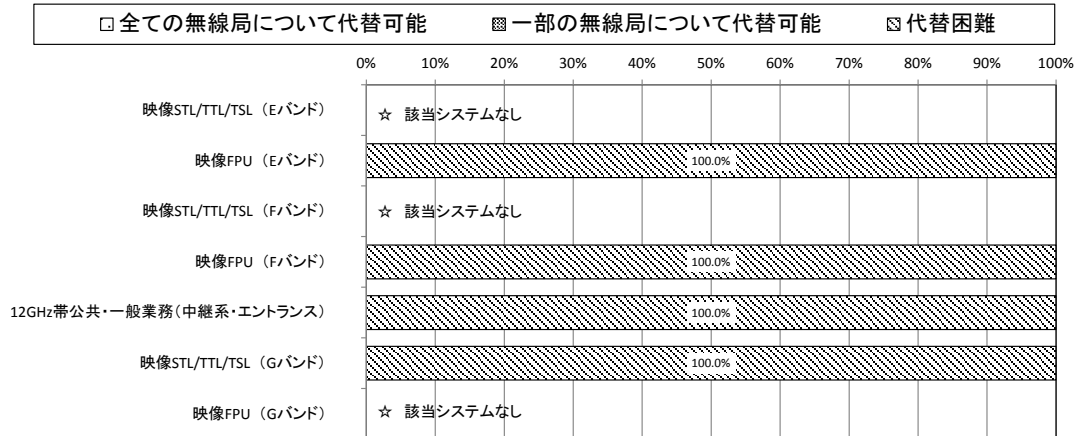 全ての無線局について代替可能 一部の無線局について代替可能 代替困難
0% 10% 20% 30% 40% 50% 60% 70% 80% 90% 100%
映像STL/TTL/TSL（Eバンド） ☆ 該当システムなし
映像FPU（Eバンド） 100.0%
映像STL/TTL/TSL（Fバンド） ☆ 該当システムなし
映像FPU（Fバンド） 100.0%
12GHz帯公共・一般業務（中継系・エントランス） 100.0%
映像STL/TTL/TSL（Gバンド） 100.0%
映像FPU（Gバンド） ☆ 該当システムなし